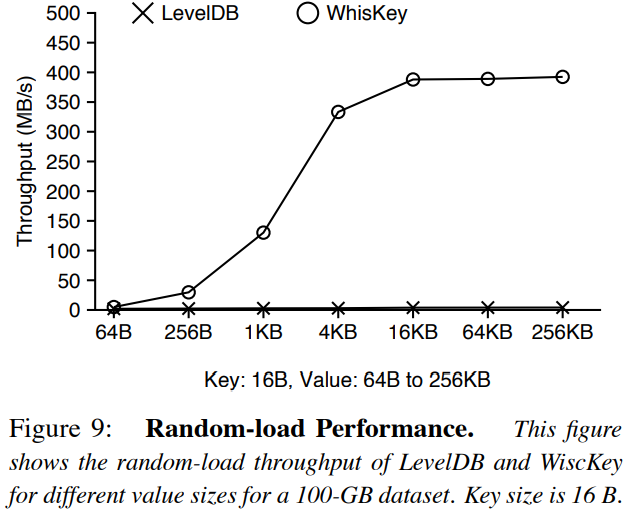 LevelDB WhisKey
500
450
400
350
300
250
200
150
100
50
0
Throughput (MB/s)
64B 256B 1KB 4KB 16KB 64KB 256KB
Key: 16B, Value: 64B to 256KB
Figure 9: Random-load Performance. This figure
shows the random-load throughput of LevelDB and WiscKey
for different value sizes for a 100-GB dataset. Key size is 16 B.